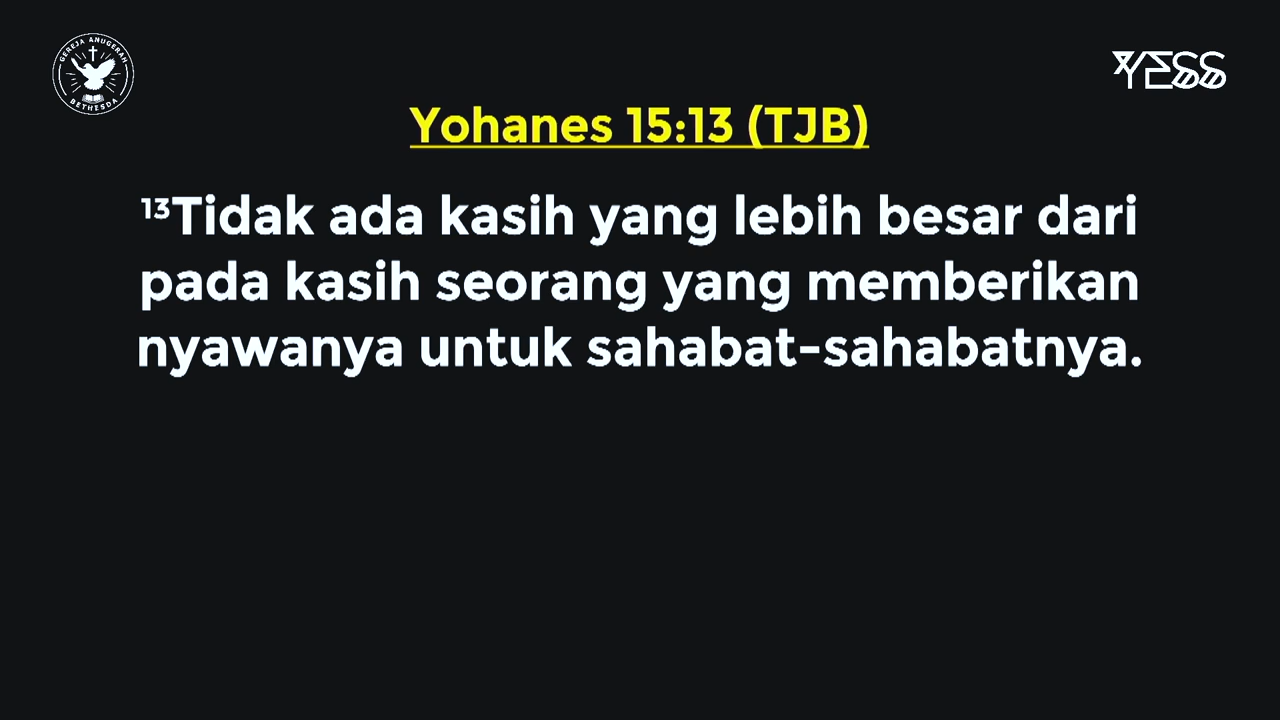 GEREJA ANUGERAH
BETHESDA
YESS
Yohanes 15:13 (TJB)
¹³Tidak ada kasih yang lebih besar dari
pada kasih seorang yang memberikan
nyawanya untuk sahabat-sahabatnya.